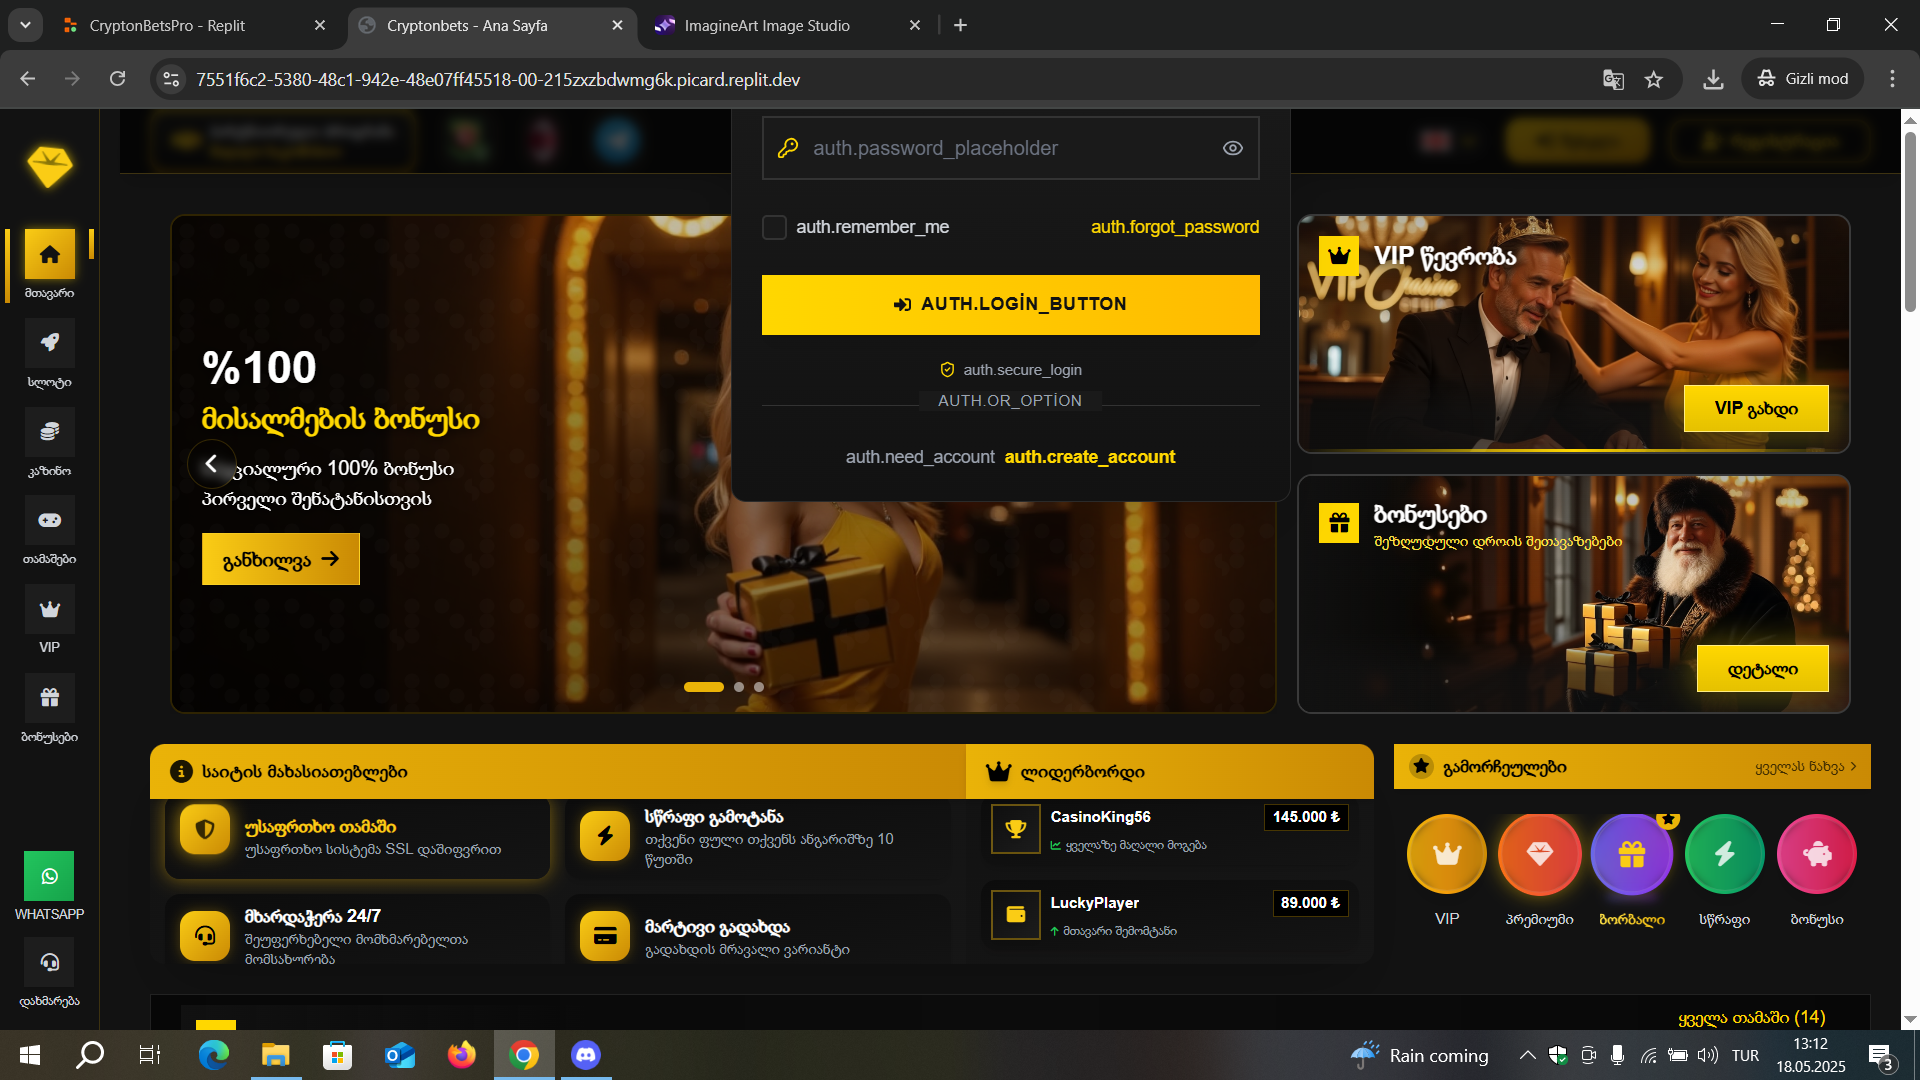 CryptonBetsPro - Replit
Cryptonbets - Ana Sayfa
ImagineArt Image Studio
7551f6c2-5380-48c1-942e-48e07ff45518-00-215zxzbdwmg6k.picard.replit.dev
Gizli mod
მთავარი
სლოტი
კაზინო
თამაშები
VIP
ბონუსები
WHATSAPP
დახმარება
%100
მისალმების ბონუსი
ციალური 100% ბონუსი
პირველი შენატანისთვის
განხილვა
auth.password_placeholder
auth.remember_me
auth.forgot_password
AUTH.LOGİN_BUTTON
auth.secure_login
AUTH.OR_OPTİON
auth.need_account auth.create_account
VIP წევრობა
VIP გახდი
ბონუსები
შეზღუდული დროის შეთავაზებები
დეტალი
საიტის მახასიათებლები
უსაფრთხო თამაში
უსაფრთხო სისტემა SSL დაშიფვრით
სწრაფი გამოტანა
თქვენი ფული თქვენს ანგარიშზე 10
წუთში
მხარდაჭერა 24/7
შეუფერხებელი მომხმარებელთა
მომსახურება
მარტივი გადახდა
გადახდის მრავალი ვარიანტი
ლიდერბორდი
CasinoKing56
145.000 ₺
ყველაზე მაღალი მოგება
LuckyPlayer
89.000 ₺
მთავარი შემომტანი
გამორჩეულები
ყველას ნახვა
VIP
პრემიუმი
ბორბალი
სწრაფი
ბონუსი
ყველა თამაში (14)
Rain coming
TUR
13:12
18.05.2025
3